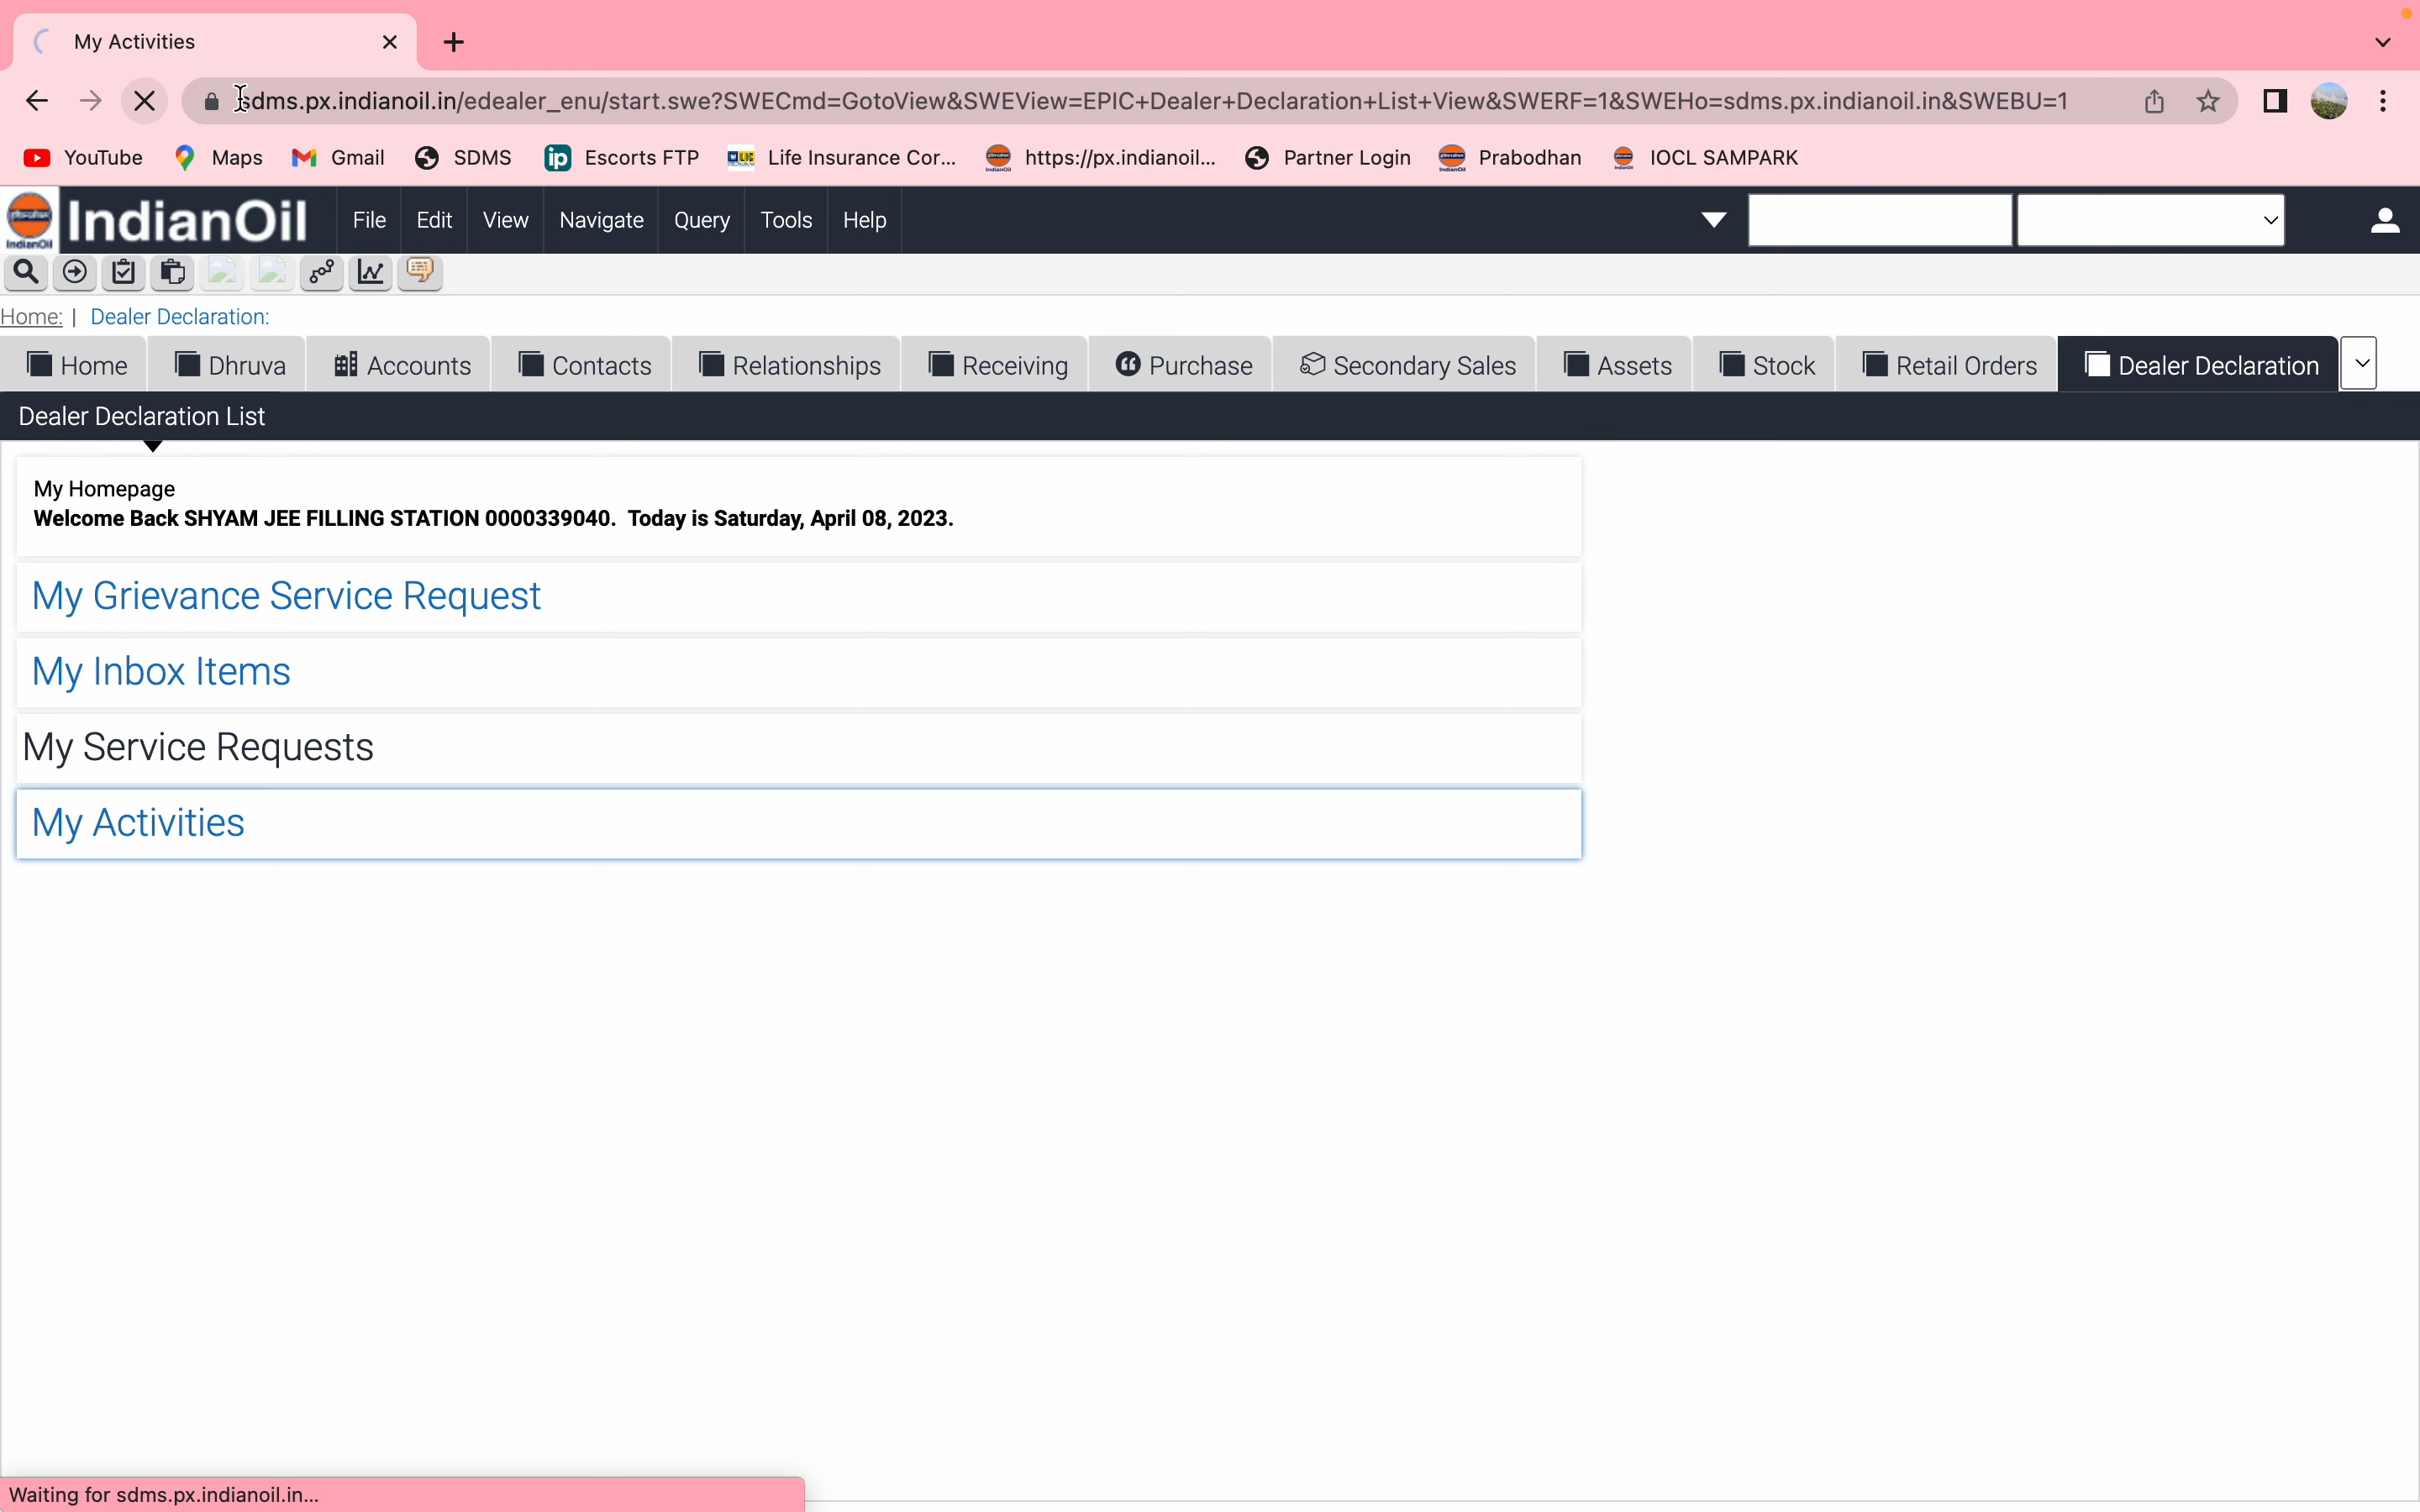 My Activities
sdms.px.indianoil.in/edealer_enu/start.swe?SWECmd=GotoView&SWEView=EPIC+Dealer+Declaration+List+View&SWERF=1&SWEHo=sdms.px.indianoil.in&SWEBU=1
YouTube Maps Gmail SDMS ip Escorts FTP LIC Life Insurance Cor... https://px.indianoil... Partner Login Prabodhan IOCL SAMPARK
IndianOil IndianOil File Edit View Navigate Query Tools Help
Home: | Dealer Declaration:
Home Dhruva Accounts Contacts Relationships Receiving Purchase Secondary Sales Assets Stock Retail Orders Dealer Declaration
Dealer Declaration List
My Homepage
Welcome Back SHYAM JEE FILLING STATION 0000339040. Today is Saturday, April 08, 2023.
My Grievance Service Request
My Inbox Items
My Service Requests
My Activities
Waiting for sdms.px.indianoil.in...